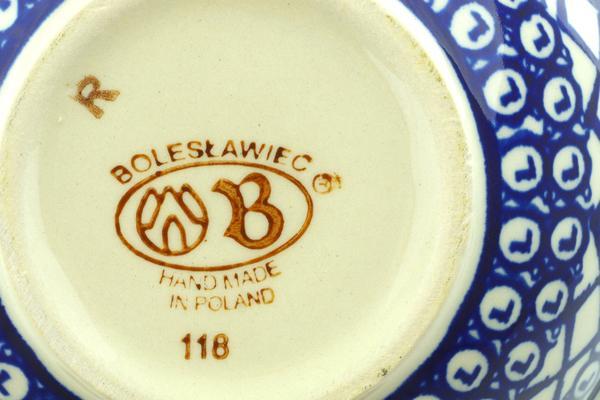 R
BOLESŁAWIEC ®
B
HAND MADE
IN POLAND
118